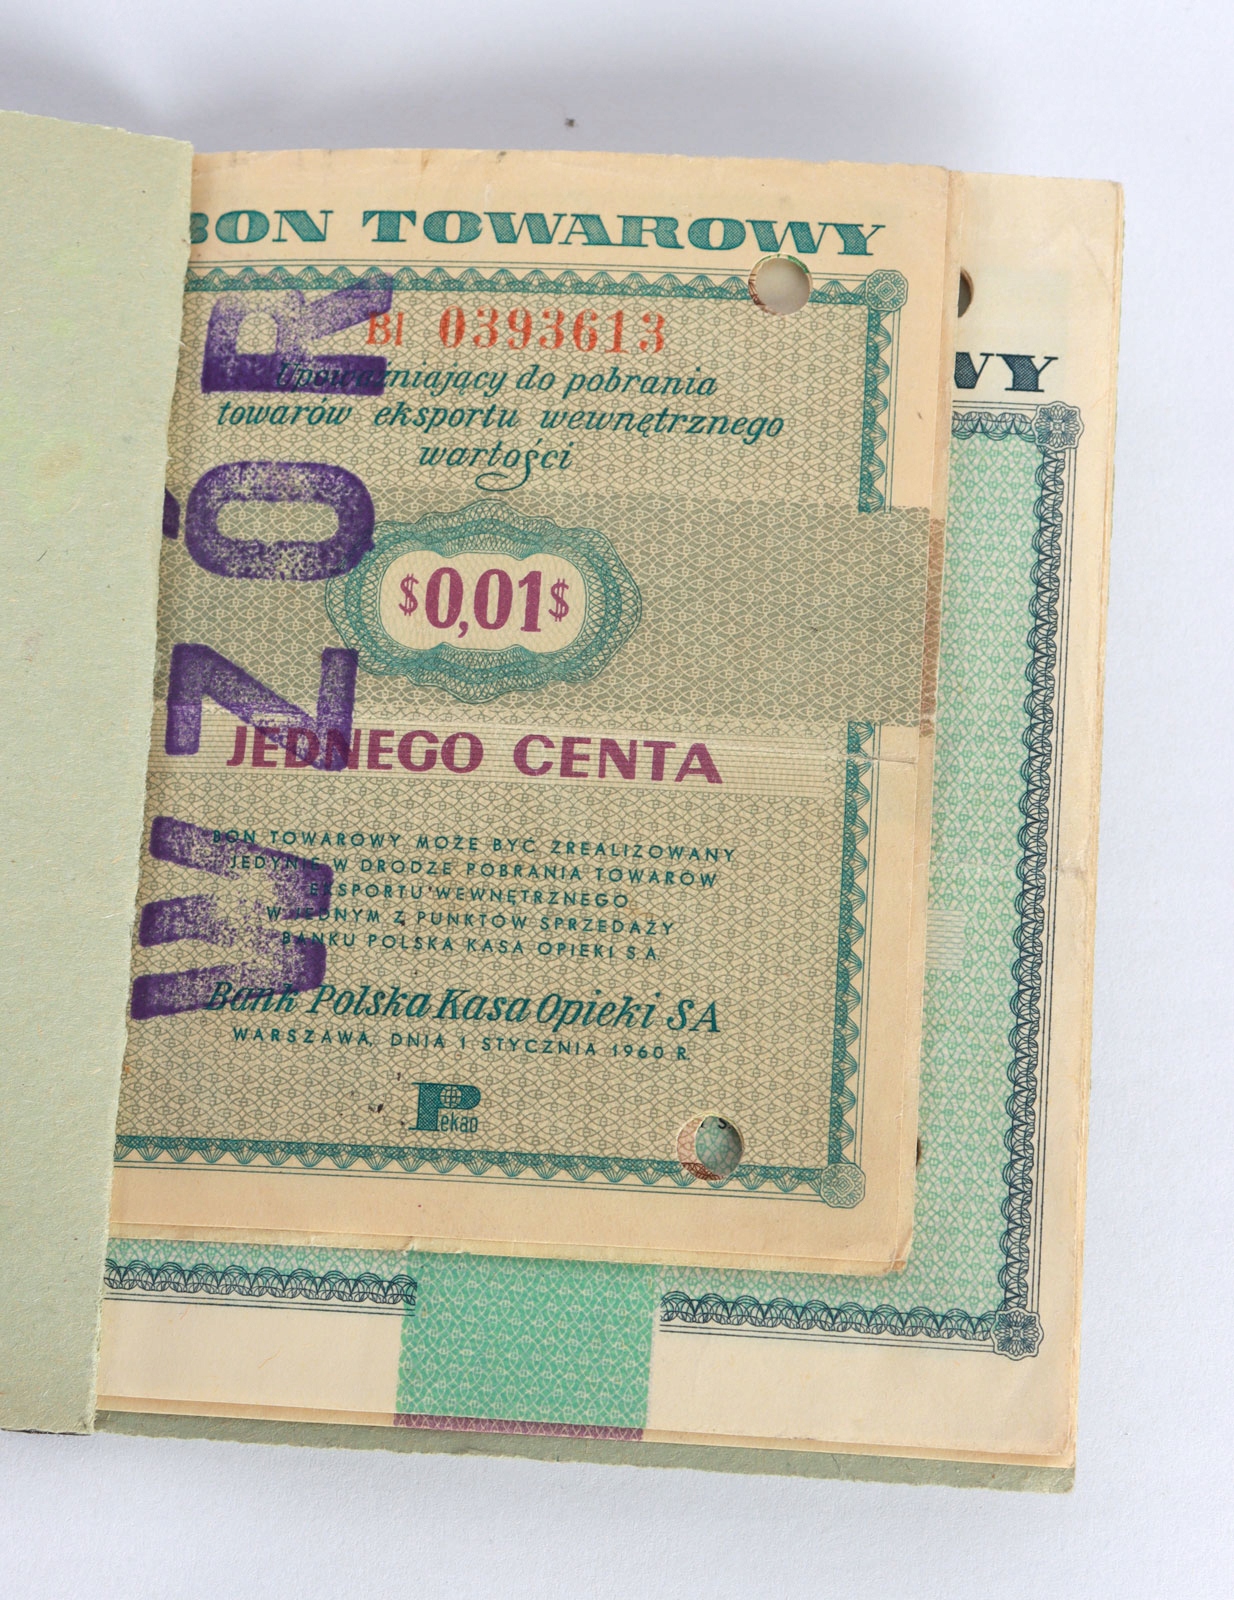 BON TOWAROWY
BI 0393613
Upoważniający do pobrania
towarów eksportu wewnętrznego
wartości
$0,01$
JEDNEGO CENTA
BON TOWAROWY MOŻE BYĆ ZREALIZOWANY
JEDYNIE W DRODZE POBRANIA TOWARÓW
EKSPORTU WEWNĘTRZNEGO
W JEDNYM Z PUNKTÓW SPRZEDAŻY
BANKU POLSKA KASA OPIEKI S.A.
Bank Polska Kasa Opieki SA
WARSZAWA, DNIA 1 STYCZNIA 1960 R.
Pekao
WZÓR
WY